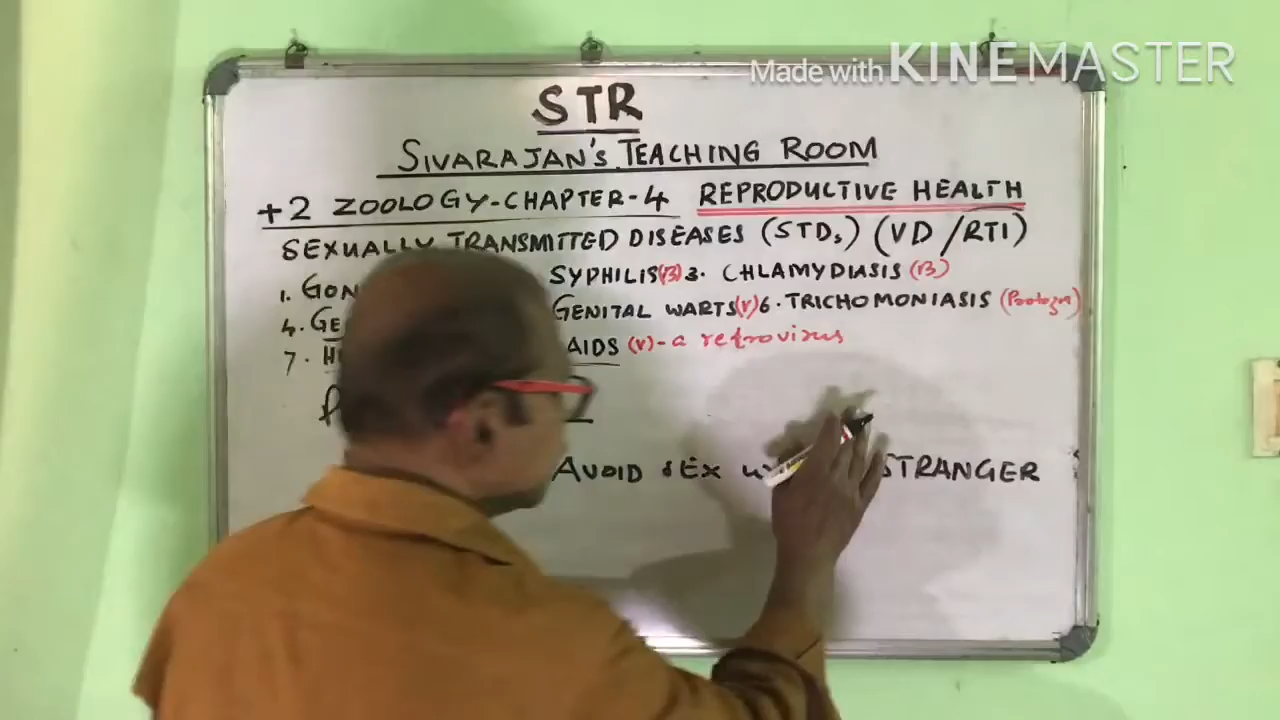 Made with KINEMASTER
STR
SIVARAJAN'S TEACHING ROOM
+2 ZOOLOGY-CHAPTER-4 REPRODUCTIVE HEALTH
SEXUALLY TRANSMITTED DISEASES (STDs) (VD/RTI)
1. GON SYPHILIS(B) 3. CHLAMYDIASIS (B)
4. GE GENITAL WARTS(V) 6. TRICHOMONIASIS
7. H AIDS (V)-a retrovirus
AVOID SEX STRANGER